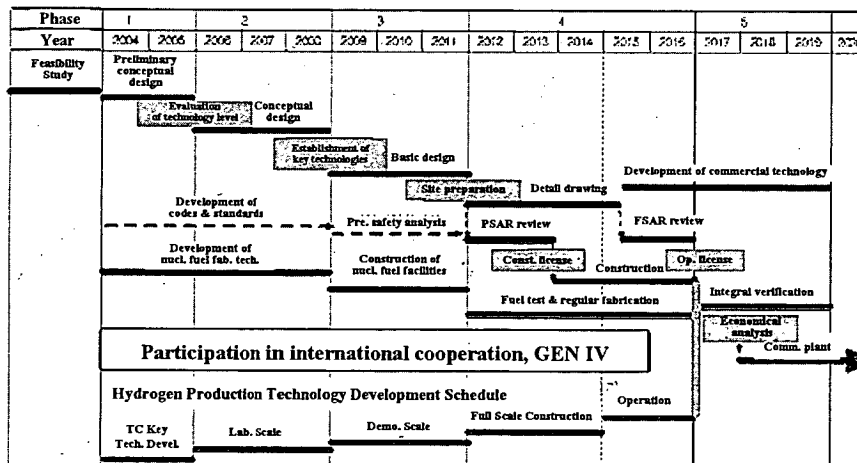 Phase 1 2 3 4 5
Year 2004 2005 2006 2007 2008 2009 2010 2011 2012 2013 2014 2015 2016 2017 2018 2019
Feasibility
Study
Preliminary
conceptual
design
Evaluation
of technology level
Conceptual
design
Establishment of
key technologies
Basic design
Site preparation
Detail drawing
Development of commercial technology
Development of
codes & standards
Pre. safety analysis
PSAR review
FSAR review
Development of
nucl. fuel fab. tech.
Construction of
nucl. fuel facilities
Const. license
Construction
Op. license
Fuel test & regular fabrication
Integral verification
Economical
analysis
Comm. plant
Participation in international cooperation, GEN IV
Hydrogen Production Technology Development Schedule
TC Key
Tech. Devel.
Lab. Scale
Demo. Scale
Full Scale Construction
Operation